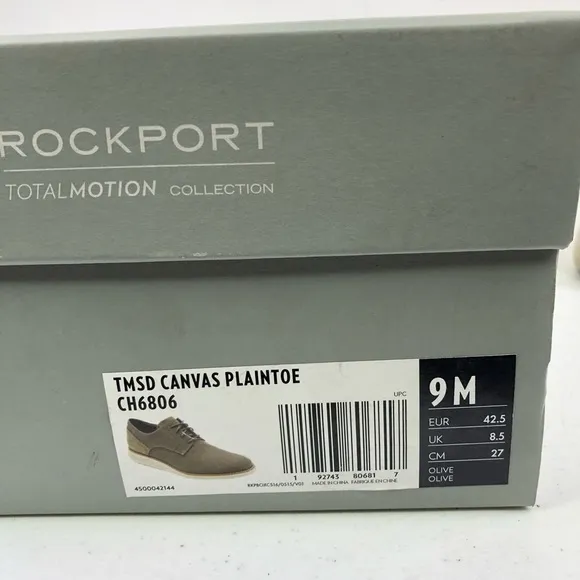 ROCKPORT
TOTALMOTION COLLECTION
TMSD CANVAS PLAINTOE
CH6806
UPC
1 92743 80681 7
4500042144
MADE IN CHINA FABRIQUE EN CHINE
9 M
EUR 42.5
UK 8.5
CM 27
OLIVE
OLIVE